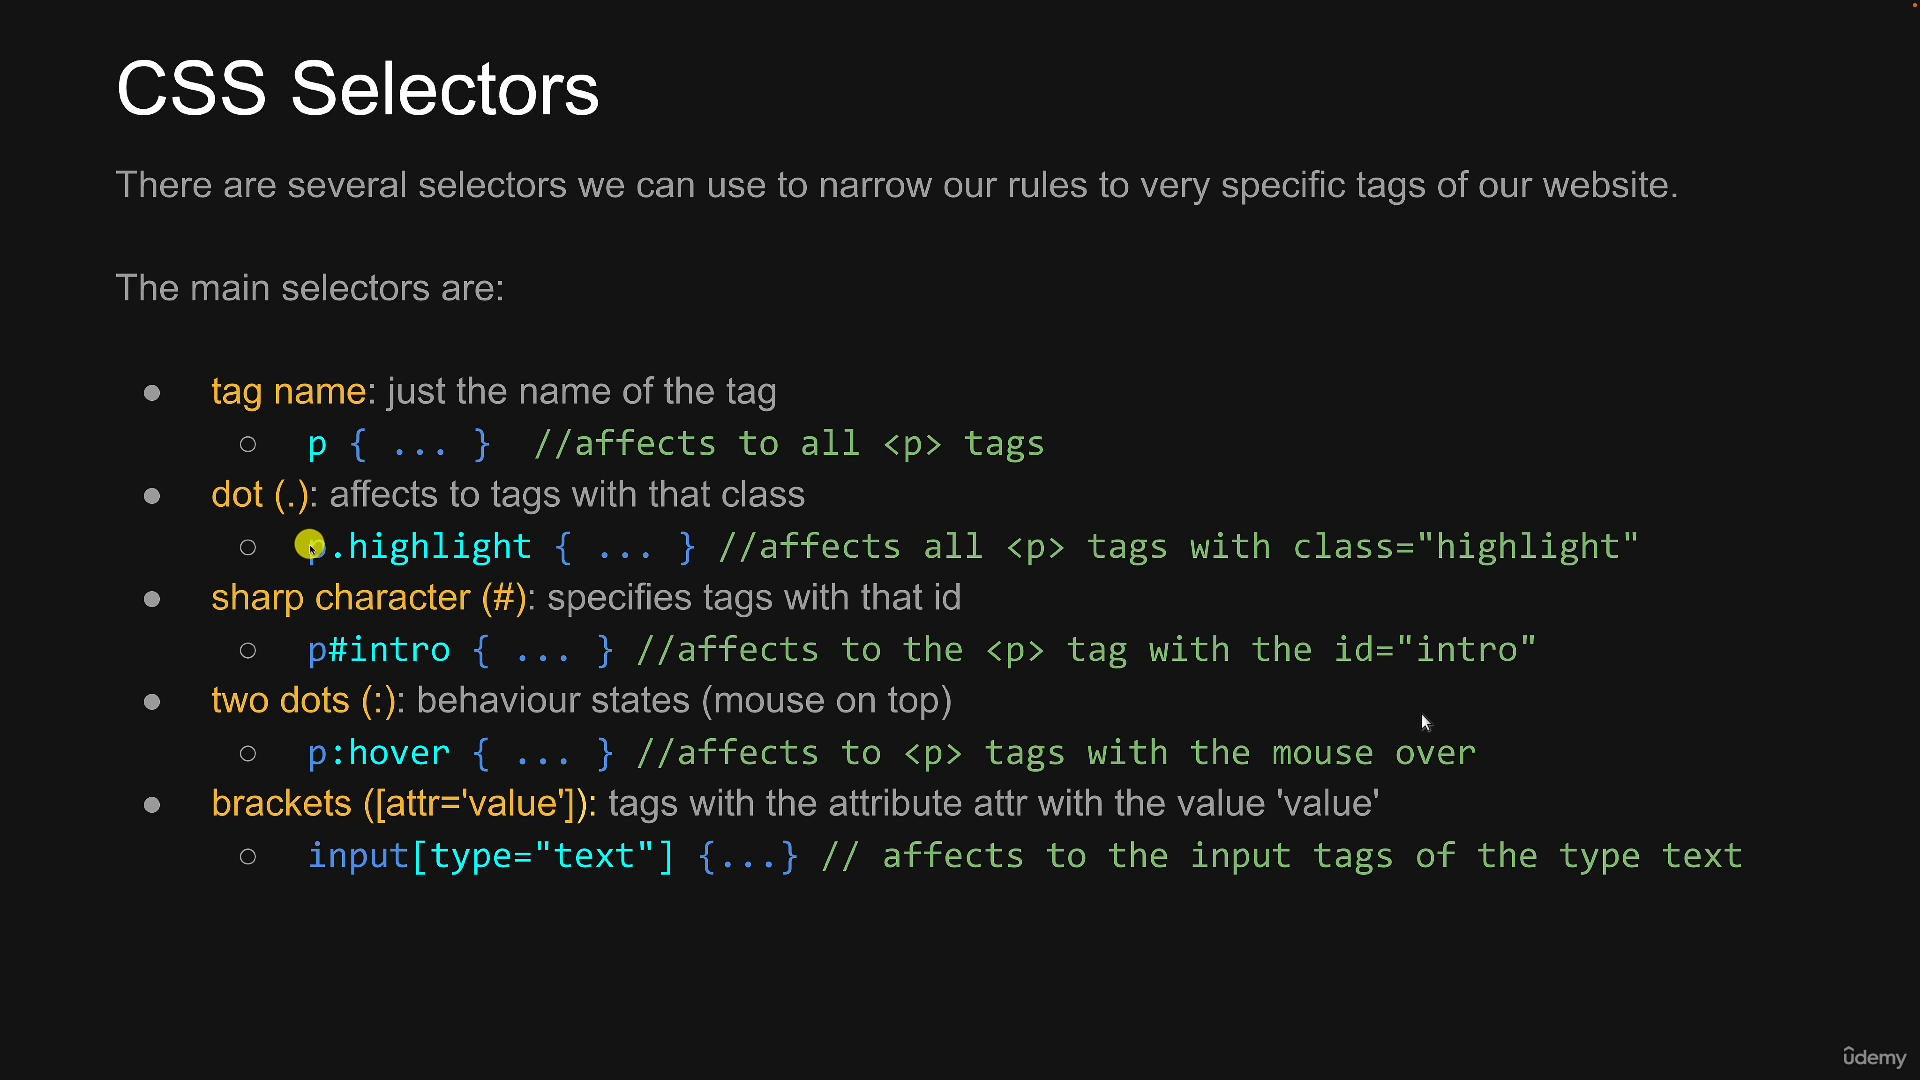 CSS Selectors
There are several selectors we can use to narrow our rules to very specific tags of our website.
The main selectors are:
● tag name: just the name of the tag
○ p { ... } //affects to all <p> tags
● dot (.): affects to tags with that class
○ p.highlight { ... } //affects all <p> tags with class="highlight"
● sharp character (#): specifies tags with that id
○ p#intro { ... } //affects to the <p> tag with the id="intro"
● two dots (:): behaviour states (mouse on top)
○ p:hover { ... } //affects to <p> tags with the mouse over
● brackets ([attr='value']): tags with the attribute attr with the value 'value'
○ input[type="text"] {...} // affects to the input tags of the type text
udemy